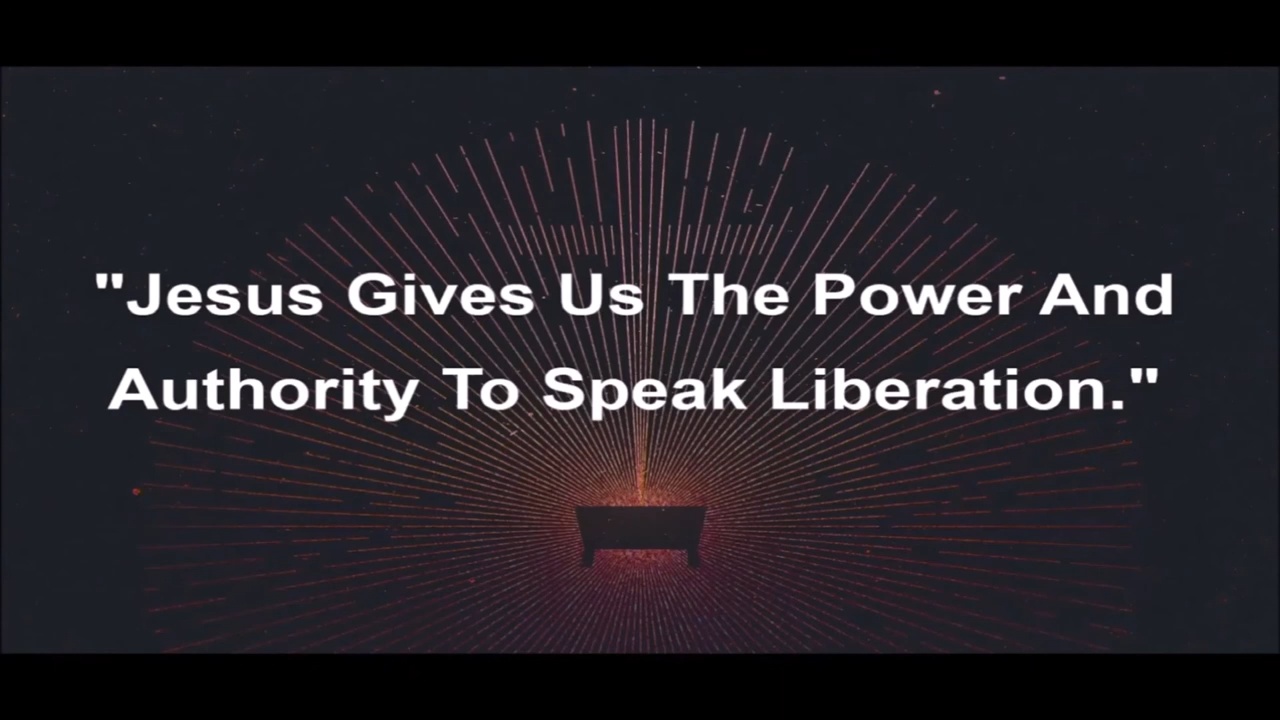 "Jesus Gives Us The Power And
Authority To Speak Liberation."